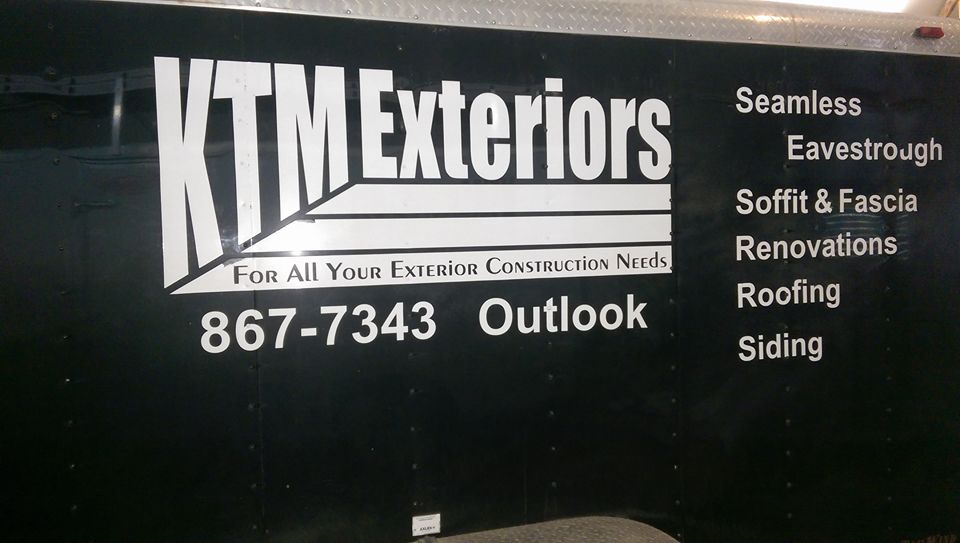 KTM Exteriors
For All Your Exterior Construction Needs
867-7343 Outlook
Seamless
Eavestrough
Soffit & Fascia
Renovations
Roofing
Siding